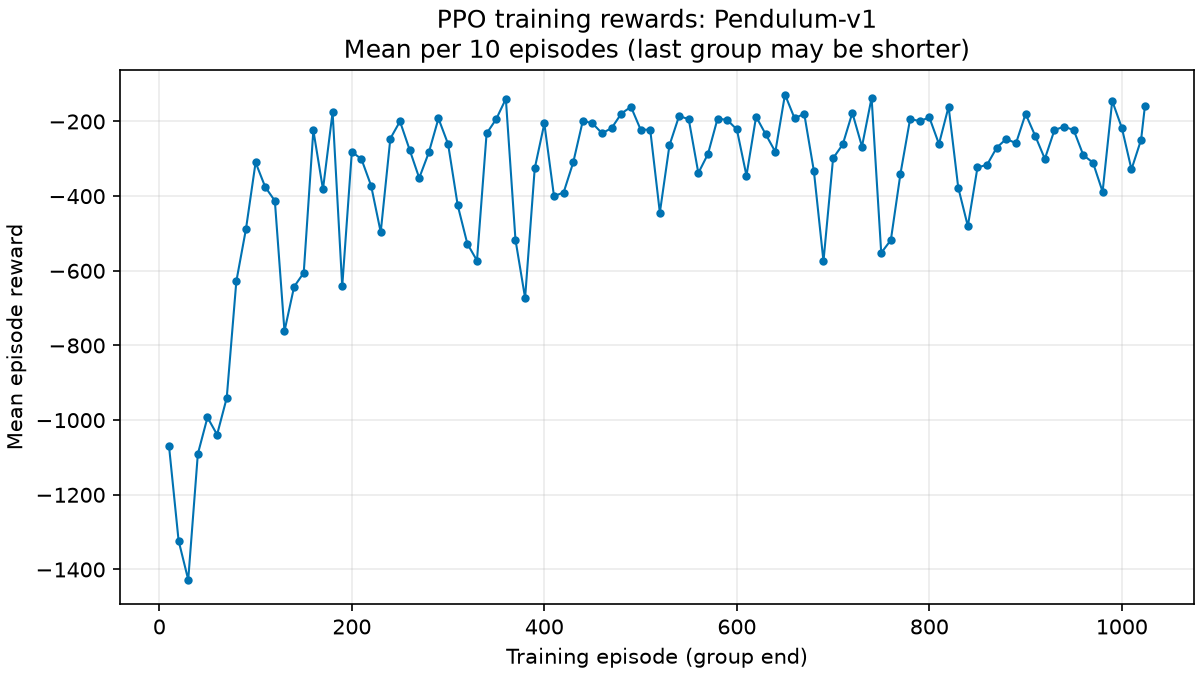 PPO training rewards: Pendulum-v1
Mean per 10 episodes (last group may be shorter)
Mean episode reward
−200
−400
−600
−800
−1000
−1200
−1400
0 200 400 600 800 1000
Training episode (group end)